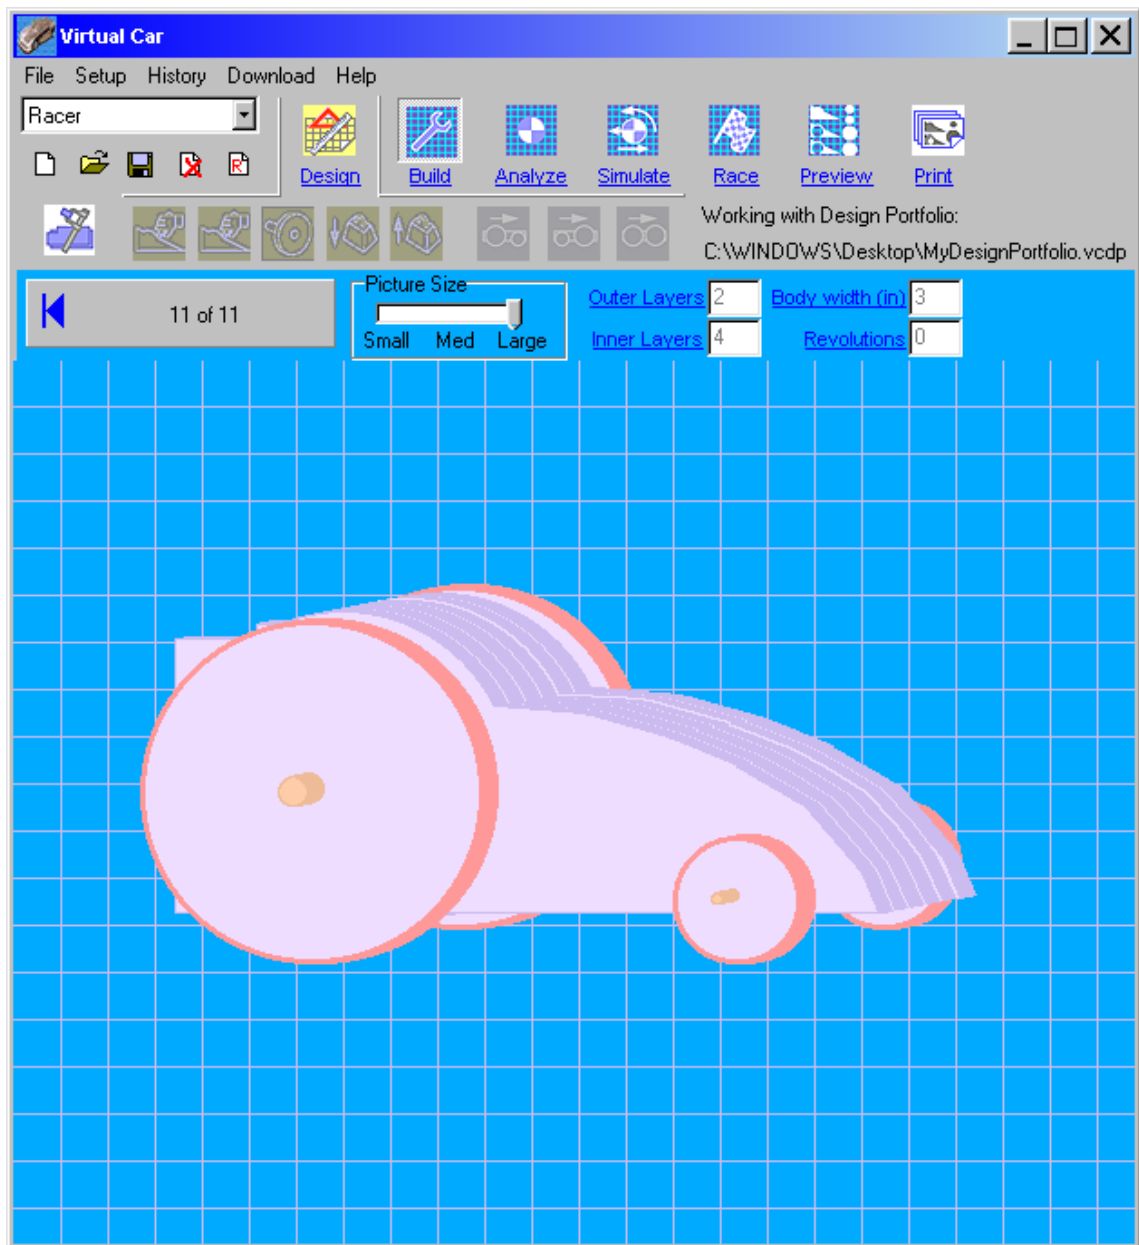 Virtual Car
File Setup History Download Help
Racer
R
Design Build Analyze Simulate Race Preview Print
Working with Design Portfolio:
C:\WINDOWS\Desktop\MyDesignPortfolio.vcdp
11 of 11
Picture Size
Small Med Large
Outer Layers 2 Body width (in) 3
Inner Layers 4 Revolutions 0